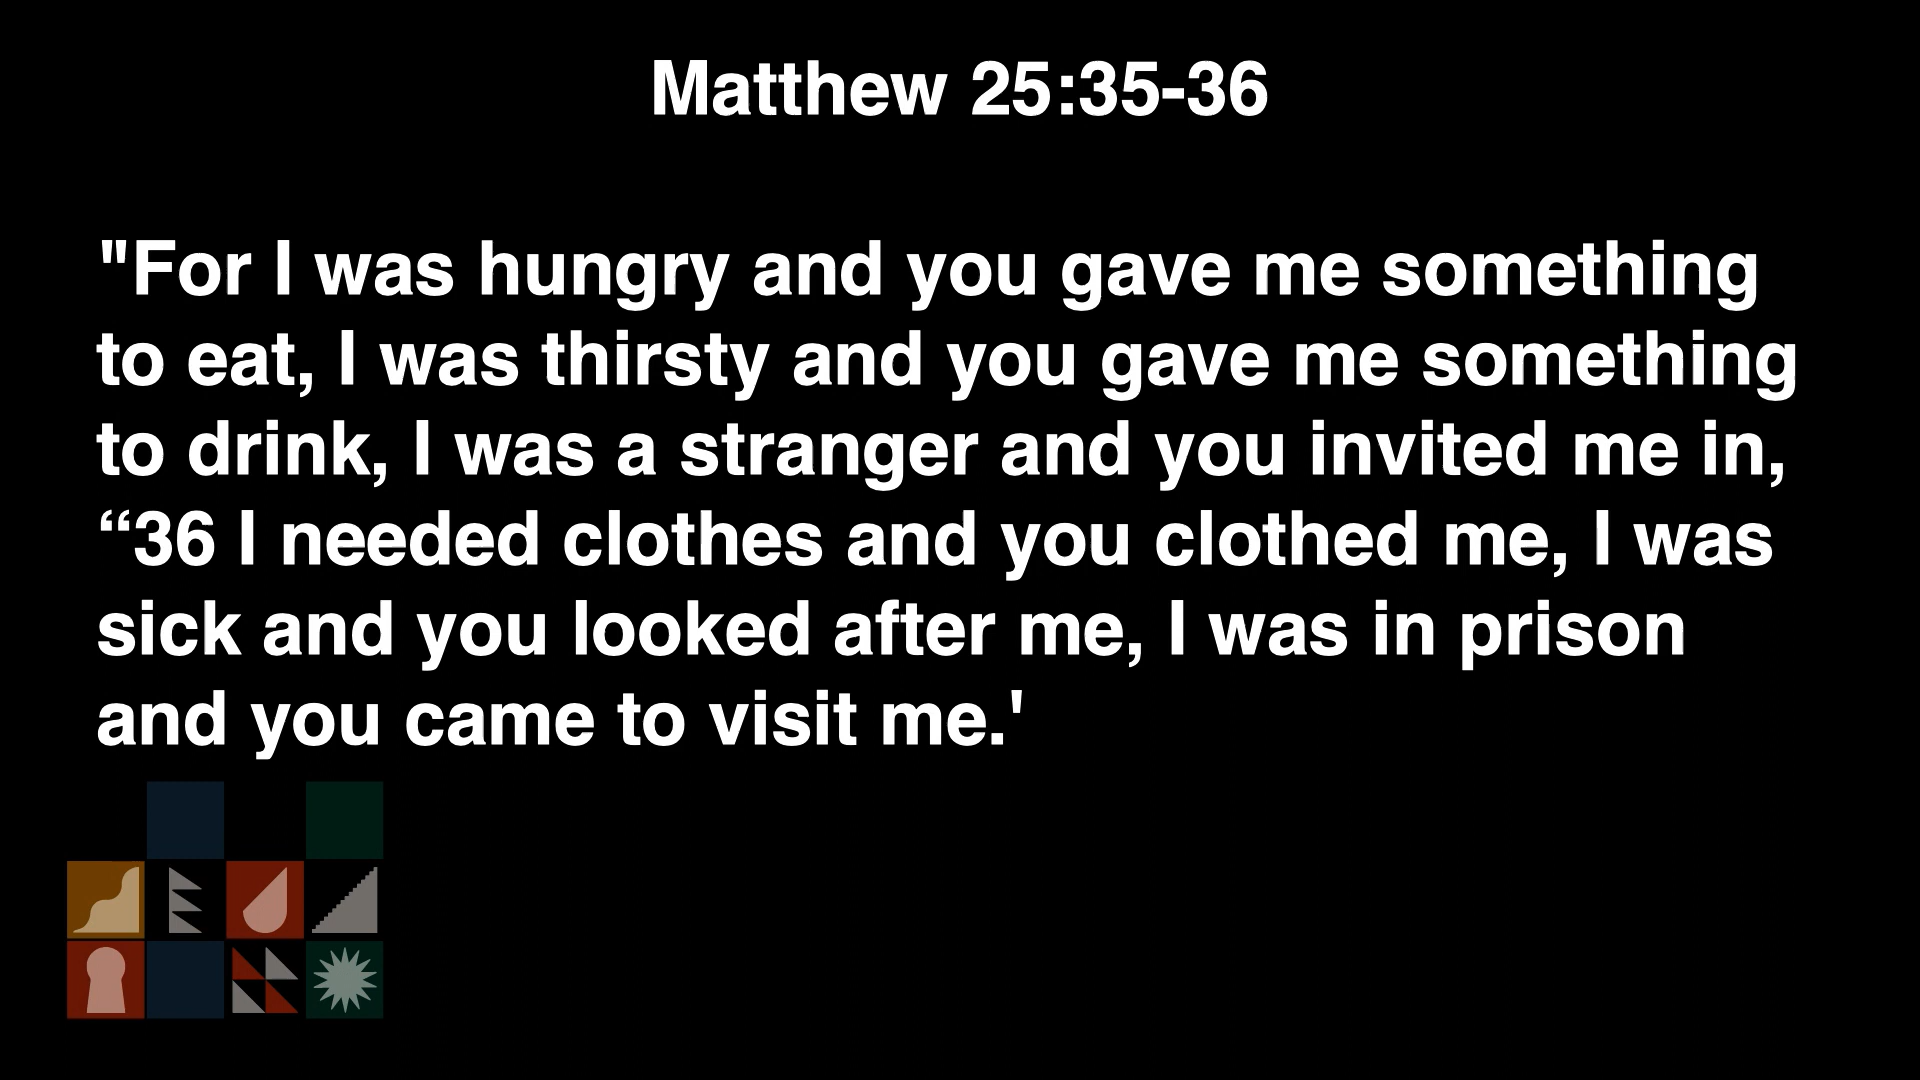 Matthew 25:35-36
"For I was hungry and you gave me something
to eat, I was thirsty and you gave me something
to drink, I was a stranger and you invited me in,
“36 I needed clothes and you clothed me, I was
sick and you looked after me, I was in prison
and you came to visit me.'